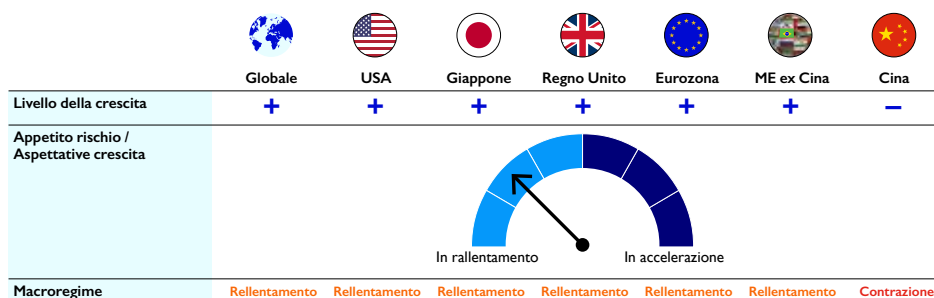 Globale USA Giappone Regno Unito Eurozona ME ex Cina Cina
Livello della crescita + + + + + + –
Appetito rischio /
Aspettative crescita
In rallentamento In accelerazione
Macroregime Rellentamento Rellentamento Rellentamento Rellentamento Rellentamento Rellentamento Contrazione